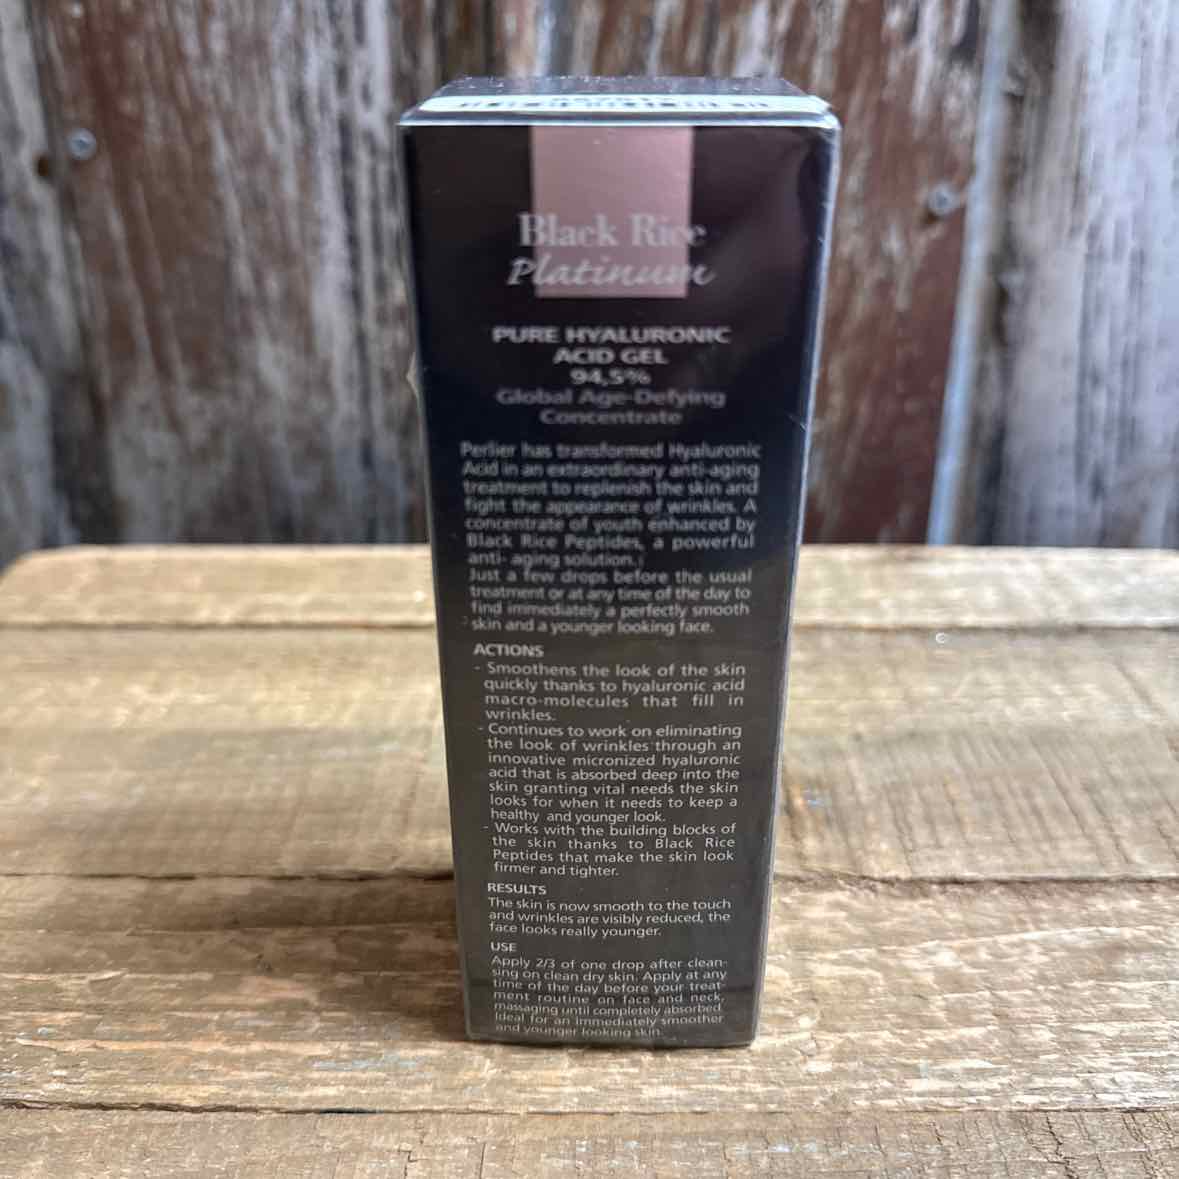 Black Rice
Platinum
PURE HYALURONIC
ACID GEL
94,5%
Global Age-Defying
Concentrate
Perlier has transformed Hyaluronic
Acid in an extraordinary anti-aging
treatment to replenish the skin and
fight the appearance of wrinkles. A
concentrate of youth enhanced by
Black Rice Peptides, a powerful
anti- aging solution.
Just a few drops before the usual
treatment or at any time of the day to
find immediately a perfectly smooth
skin and a younger looking face.
ACTIONS
- Smoothens the look of the skin
quickly thanks to hyaluronic acid
macro-molecules that fill in
wrinkles.
- Continues to work on eliminating
the look of wrinkles through an
innovative micronized hyaluronic
acid that is absorbed deep into the
skin granting vital needs the skin
looks for when it needs to keep a
healthy and younger look.
- Works with the building blocks of
the skin thanks to Black Rice
Peptides that make the skin look
firmer and tighter.
RESULTS
The skin is now smooth to the touch
and wrinkles are visibly reduced, the
face looks really younger.
USE
Apply 2/3 of one drop after clean-
sing on clean dry skin. Apply at any
time of the day before your treat-
ment routine on face and neck,
massaging until completely absorbed.
Ideal for an immediately smoother
and younger looking skin.